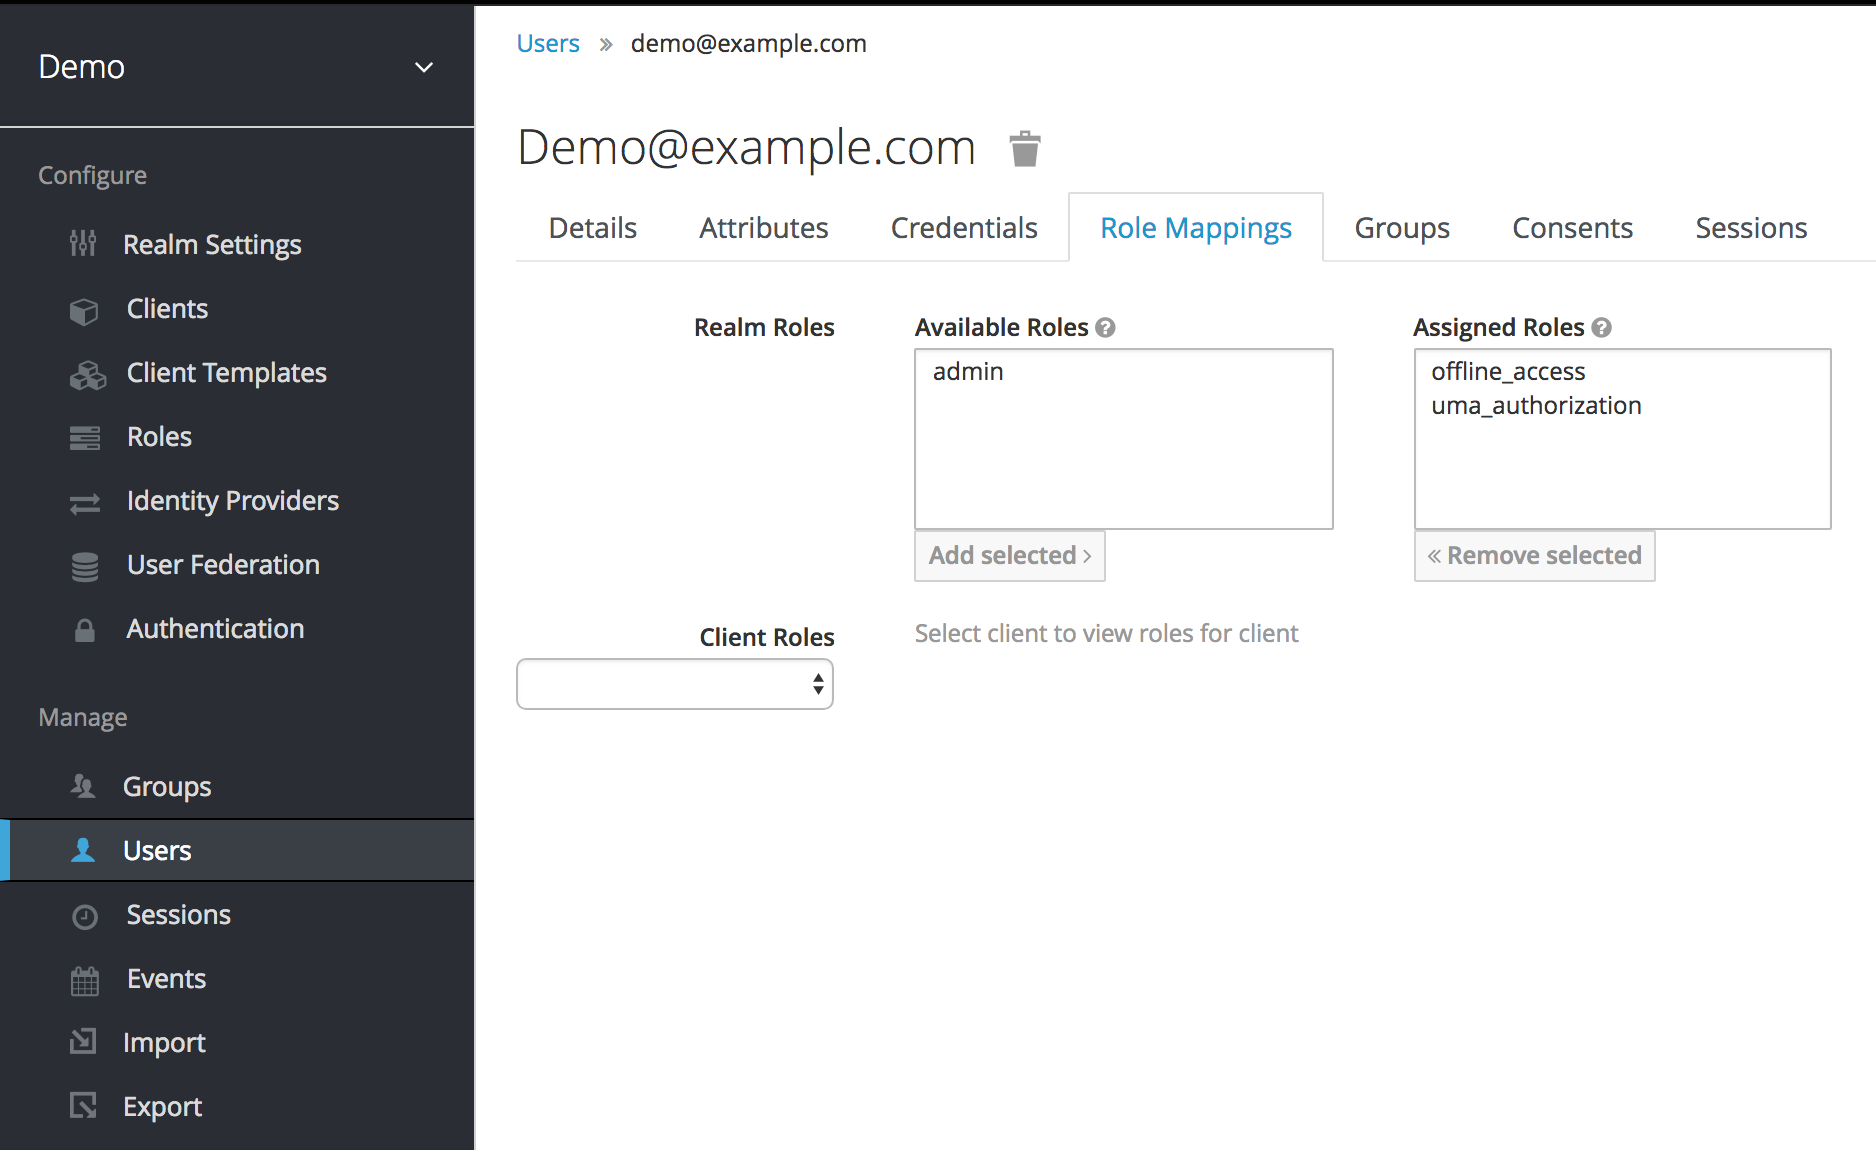 Demo
Configure
Realm Settings
Clients
Client Templates
Roles
Identity Providers
User Federation
Authentication
Manage
Groups
Users
Sessions
Events
Import
Export
Users » demo@example.com
Demo@example.com
Details Attributes Credentials Role Mappings Groups Consents Sessions
Realm Roles
Available Roles ?
admin
Add selected ›
Assigned Roles ?
offline_access
uma_authorization
« Remove selected
Client Roles
Select client to view roles for client